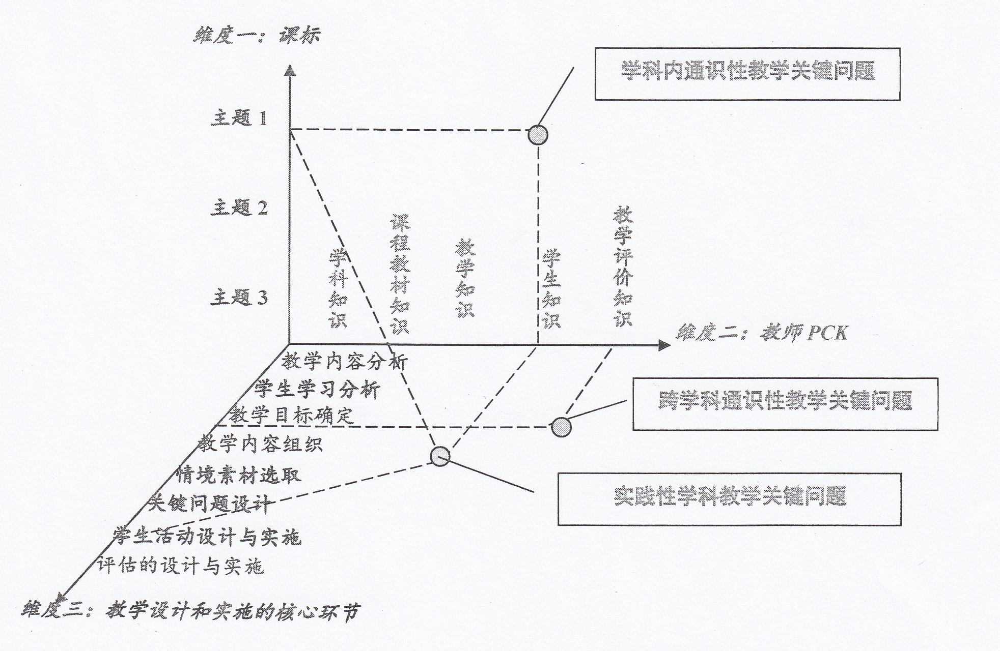 维度一：课标
学科内通识性教学关键问题
主题 1
主题 2
主题 3
学科知识
课程教材知识
教学知识
学生知识
教学评价知识
维度二：教师 PCK
教学内容分析
学生学习分析
教学目标确定
教学内容组织
情境素材选取
关键问题设计
学生活动设计与实施
评估的设计与实施
跨学科通识性教学关键问题
实践性学科教学关键问题
维度三：教学设计和实施的核心环节